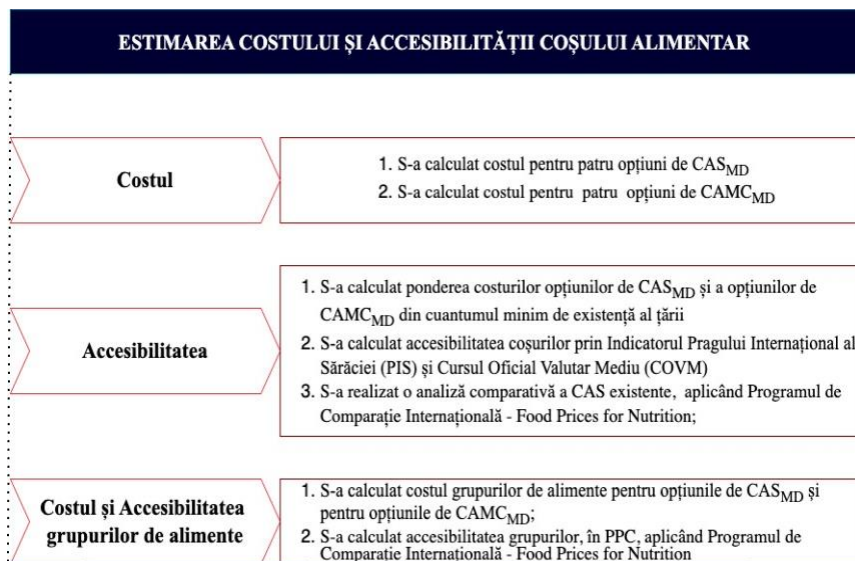 ESTIMAREA COSTULUI ȘI ACCESIBILITĂȚII COȘULUI ALIMENTAR
Costul
1. S-a calculat costul pentru patru opțiuni de CASMD
2. S-a calculat costul pentru patru opțiuni de CAMCMD
Accesibilitatea
1. S-a calculat ponderea costurilor opțiunilor de CASMD și a opțiunilor de
CAMCMD din cuantumul minim de existență al țării
2. S-a calculat accesibilitatea coșurilor prin Indicatorul Pragului Internațional al
Sărăciei (PIS) și Cursul Oficial Valutar Mediu (COVM)
3. S-a realizat o analiză comparativă a CAS existente, aplicând Programul de
Comparație Internațională - Food Prices for Nutrition;
Costul și Accesibilitatea
grupurilor de alimente
1. S-a calculat costul grupurilor de alimente pentru opțiunile de CASMD și
pentru opțiunile de CAMCMD;
2. S-a calculat accesibilitatea grupurilor, în PPC, aplicând Programul de
Comparație Internațională - Food Prices for Nutrition